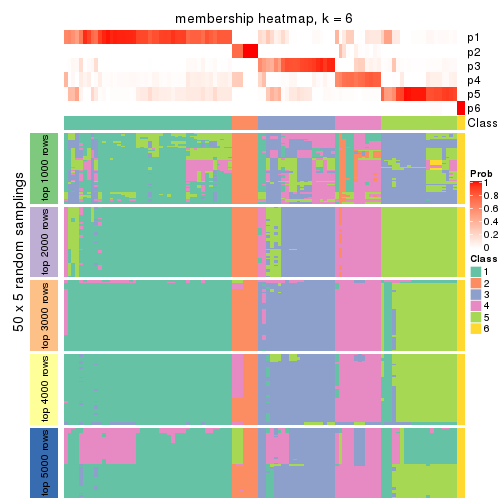 membership heatmap, k = 6
p1
p2
p3
p4
p5
p6
Class
50 x 5 random samplings
top 1000 rows
top 2000 rows
top 3000 rows
top 4000 rows
top 5000 rows
Prob
1
0.8
0.6
0.4
0.2
0
Class
1
2
3
4
5
6